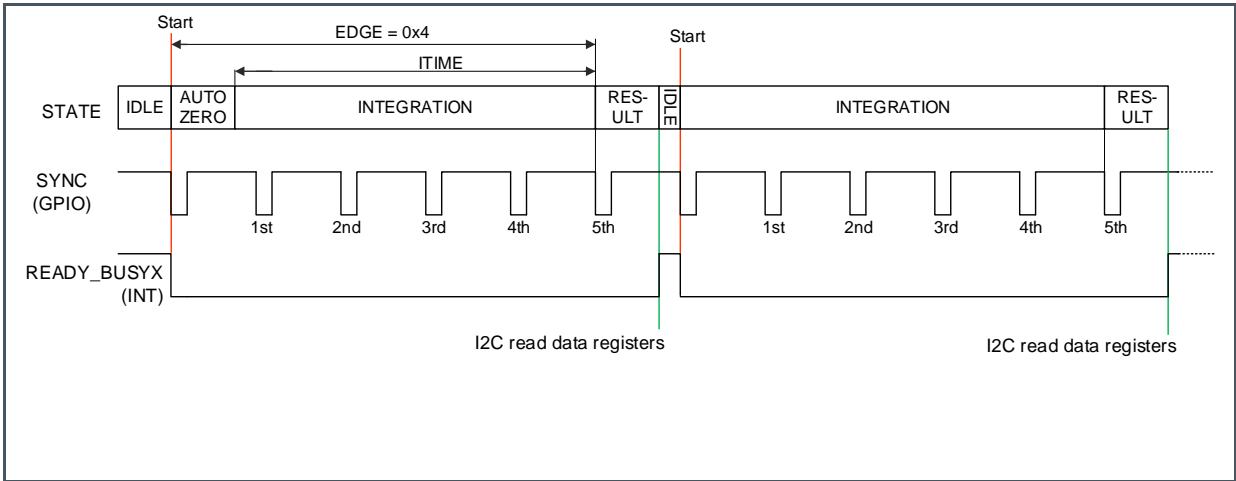 Start
EDGE = 0x4
Start
ITIME
STATE
IDLE
AUTO
ZERO
INTEGRATION
RES-
ULT
IDLE
INTEGRATION
RES-
ULT
SYNC
(GPIO)
1st 2nd 3rd 4th 5th 1st 2nd 3rd 4th 5th
READY_BUSYX
(INT)
I2C read data registers
I2C read data registers